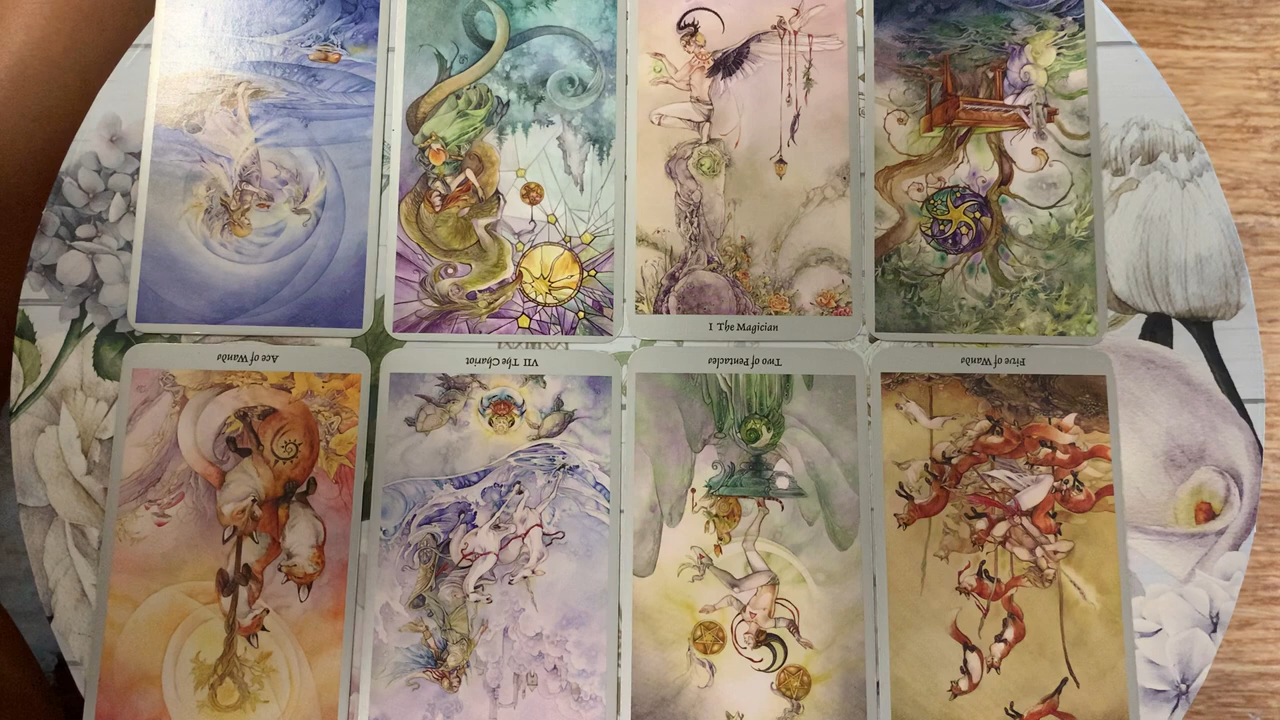 I The Magician
Ace of Wands
VII The Chariot
Two of Pentacles
Five of Wands